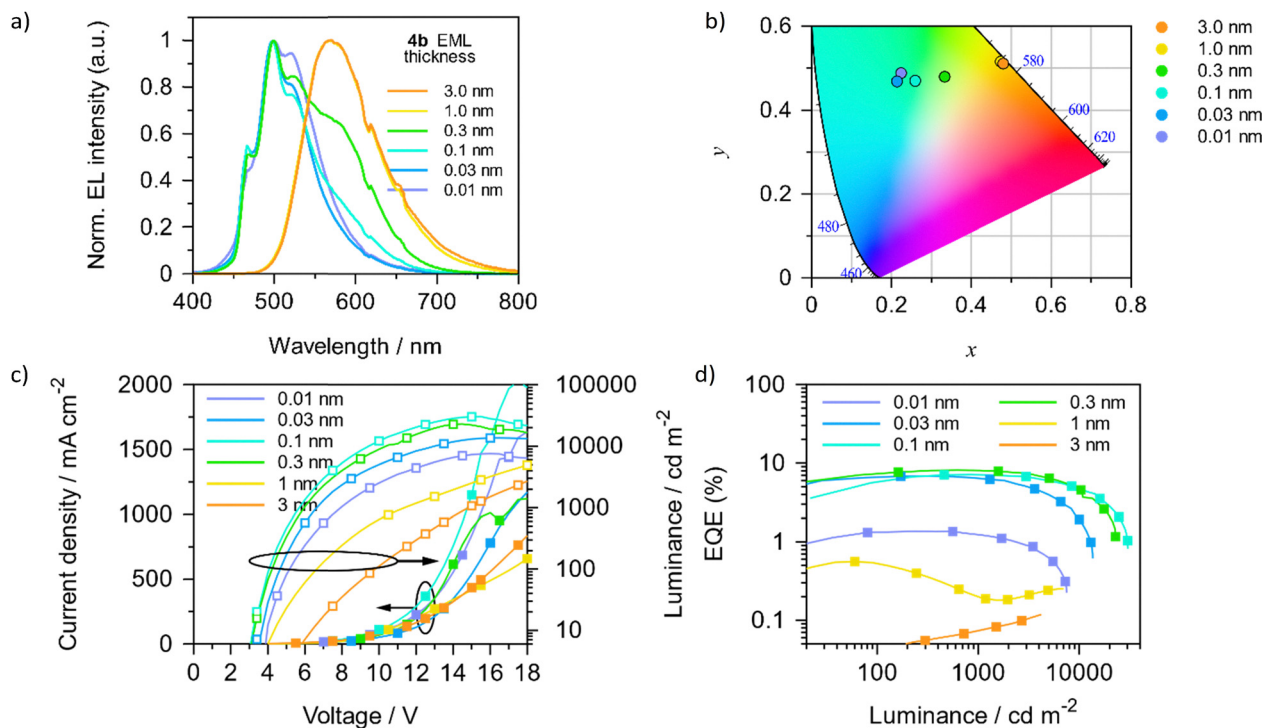 a)
Norm. EL intensity (a.u.)
1
0.8
0.6
0.4
0.2
0
400
500
600
700
800
Wavelength / nm
4b EML
thickness
3.0 nm
1.0 nm
0.3 nm
0.1 nm
0.03 nm
0.01 nm
b)
y
0.6
0.4
0.2
0
0
0.2
0.4
0.6
0.8
x
580
600
620
480
460
3.0 nm
1.0 nm
0.3 nm
0.1 nm
0.03 nm
0.01 nm
c)
Current density / mA cm⁻²
2000
1750
1500
1250
1000
750
500
250
0
0 2 4 6 8 10 12 14 16 18
Voltage / V
0.01 nm
0.03 nm
0.1 nm
0.3 nm
1 nm
3 nm
100000
10000
1000
100
10
Luminance / cd m⁻²
d)
EQE (%)
100
10
1
0.1
100
1000
10000
Luminance / cd m⁻²
0.01 nm
0.03 nm
0.1 nm
0.3 nm
1 nm
3 nm